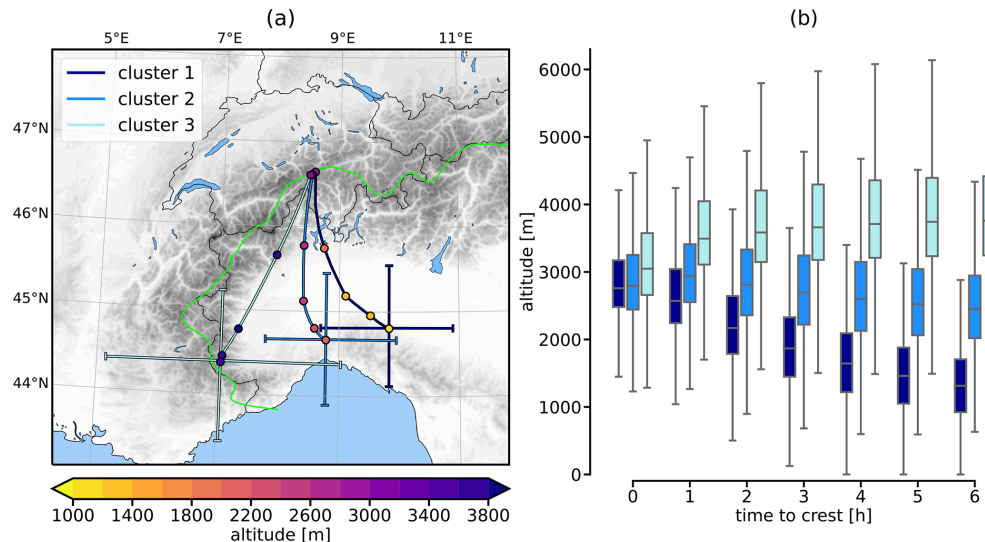 (a)
5°E 7°E 9°E 11°E
cluster 1
cluster 2
cluster 3
47°N
46°N
45°N
44°N
1000 1400 1800 2200 2600 3000 3400 3800
altitude [m]
(b)
6000
5000
4000
3000
2000
1000
0
altitude [m]
0 1 2 3 4 5 6
time to crest [h]